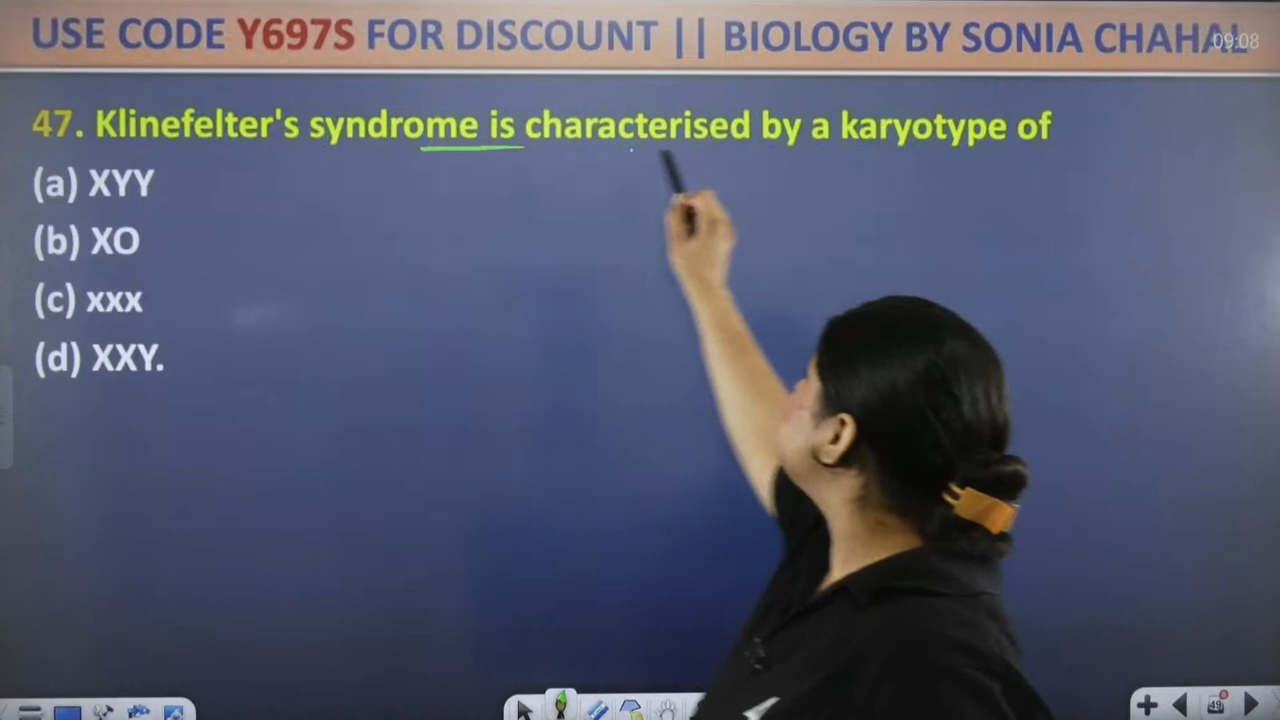 USE CODE Y697S FOR DISCOUNT || BIOLOGY BY SONIA CHAHAL
09:08
47. Klinefelter's syndrome is characterised by a karyotype of
(a) XYY
(b) XO
(c) xxx
(d) XXY.
49